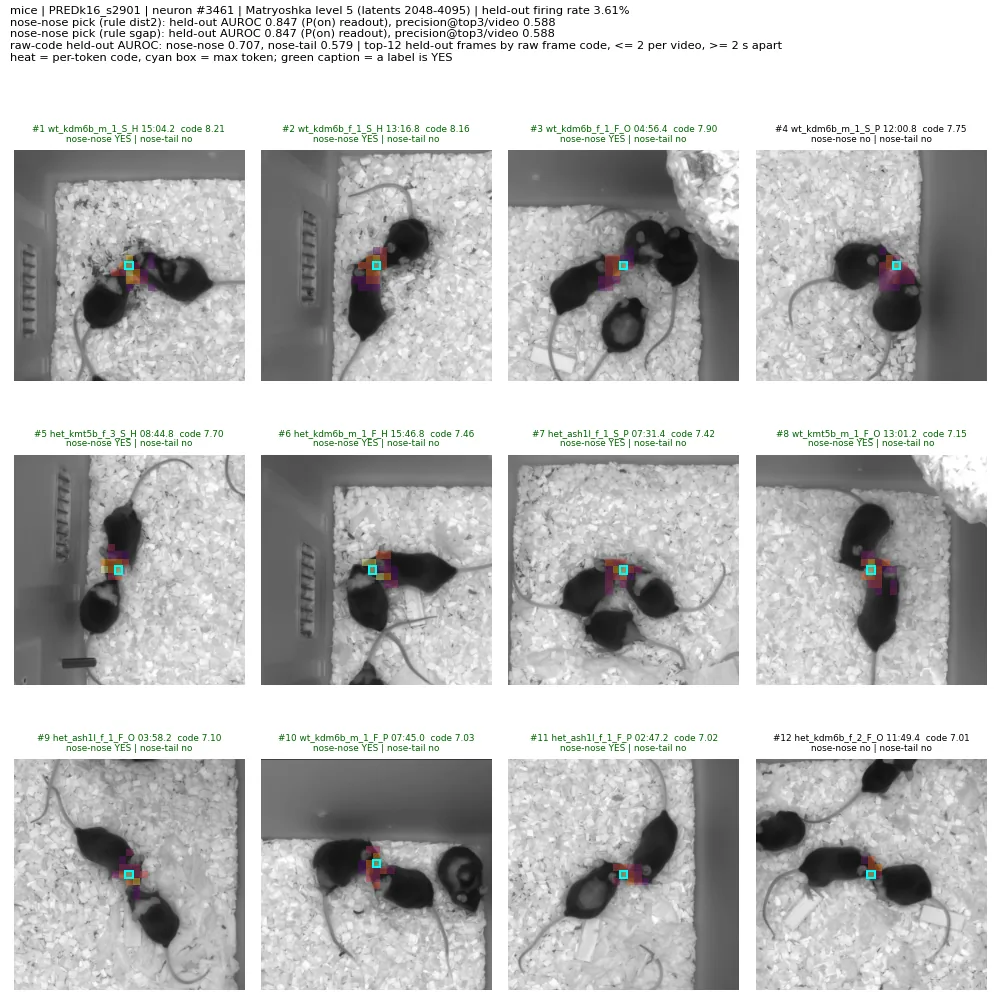 mice | PREDk16_s2901 | neuron #3461 | Matryoshka level 5 (latents 2048-4095) | held-out firing rate 3.61%
nose-nose pick (rule dist2): held-out AUROC 0.847 (P(on) readout), precision@top3/video 0.588
nose-nose pick (rule sgap): held-out AUROC 0.847 (P(on) readout), precision@top3/video 0.588
raw-code held-out AUROC: nose-nose 0.707, nose-tail 0.579 | top-12 held-out frames by raw frame code, <= 2 per video, >= 2 s apart
heat = per-token code, cyan box = max token; green caption = a label is YES
#1 wt_kdm6b_m_1_S_H 15:04.2 code 8.21
nose-nose YES | nose-tail no
#2 wt_kdm6b_f_1_S_H 13:16.8 code 8.16
nose-nose YES | nose-tail no
#3 wt_kdm6b_f_1_F_O 04:56.4 code 7.90
nose-nose YES | nose-tail no
#4 wt_kdm6b_m_1_S_P 12:00.8 code 7.75
nose-nose no | nose-tail no
#5 het_kmt5b_f_3_S_H 08:44.8 code 7.70
nose-nose YES | nose-tail no
#6 het_kdm6b_m_1_F_H 15:46.8 code 7.46
nose-nose YES | nose-tail no
#7 het_ash1l_f_1_S_P 07:31.4 code 7.42
nose-nose YES | nose-tail no
#8 wt_kmt5b_m_1_F_O 13:01.2 code 7.15
nose-nose YES | nose-tail no
#9 het_ash1l_f_1_F_O 03:58.2 code 7.10
nose-nose YES | nose-tail no
#10 wt_kdm6b_m_1_F_P 07:45.0 code 7.03
nose-nose YES | nose-tail no
#11 het_ash1l_f_1_F_P 02:47.2 code 7.02
nose-nose YES | nose-tail no
#12 het_kdm6b_f_2_F_O 11:49.4 code 7.01
nose-nose no | nose-tail no